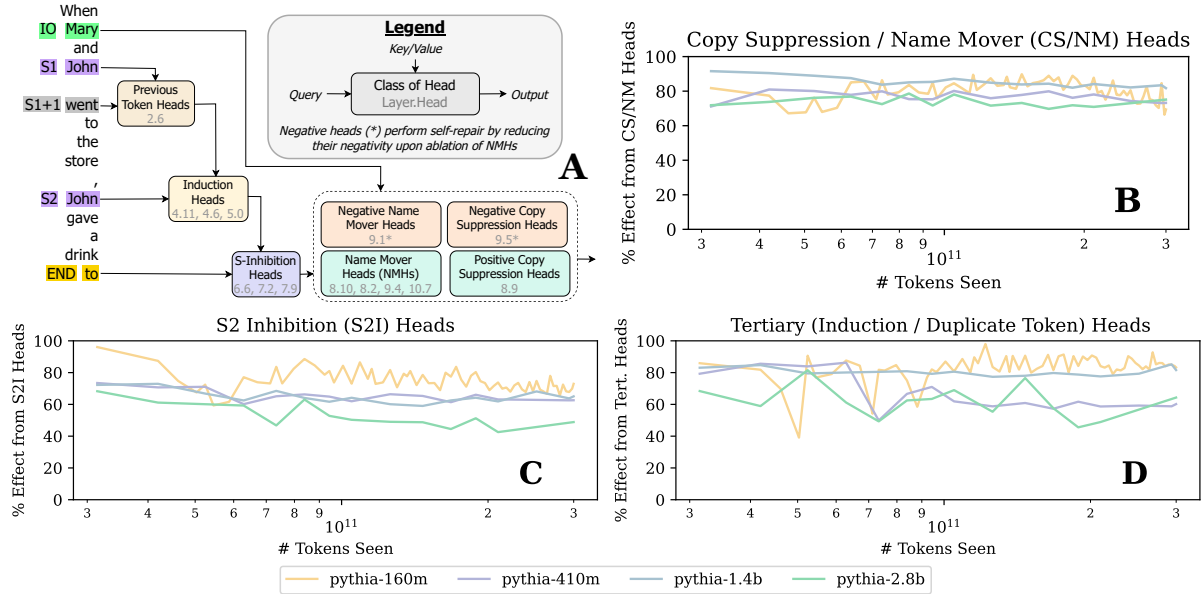 When
IO Mary
and
S1 John
S1+1 went
to
the
store
,
S2 John
gave
a
drink
END to
Previous
Token Heads
2.6
Induction
Heads
4.11, 4.6, 5.0
S-Inhibition
Heads
6.6, 7.2, 7.9
Legend
Key/Value
Query
Class of Head
Layer.Head
Output
Negative heads (*) perform self-repair by reducing
their negativity upon ablation of NMHs
A
Negative Name
Mover Heads
9.1*
Negative Copy
Suppression Heads
9.5*
Name Mover
Heads (NMHs)
8.10, 8.2, 9.4, 10.7
Positive Copy
Suppression Heads
8.9
Copy Suppression / Name Mover (CS/NM) Heads
% Effect from CS/NM Heads
100
80
60
40
20
0
B
3 4 5 6 7 8 9 10¹¹ 2 3
# Tokens Seen
S2 Inhibition (S2I) Heads
% Effect from S2I Heads
100
80
60
40
20
0
C
3 4 5 6 7 8 9 10¹¹ 2 3
# Tokens Seen
Tertiary (Induction / Duplicate Token) Heads
% Effect from Tert. Heads
100
80
60
40
20
0
D
3 4 5 6 7 8 9 10¹¹ 2 3
# Tokens Seen
pythia-160m pythia-410m pythia-1.4b pythia-2.8b